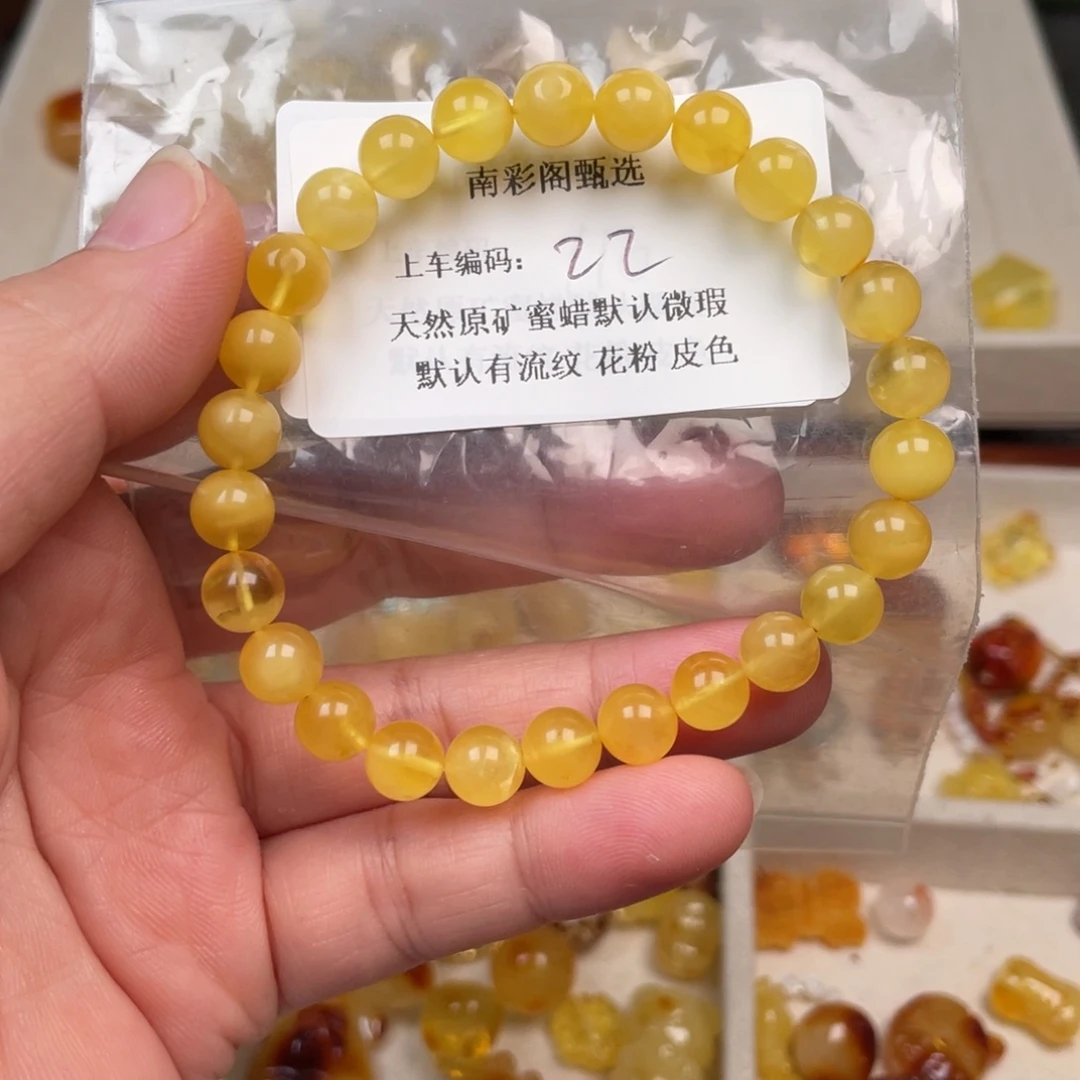 南彩阁甄选
上车编码: 22
天然原矿蜜蜡默认微瑕
默认有流纹 花粉 皮色